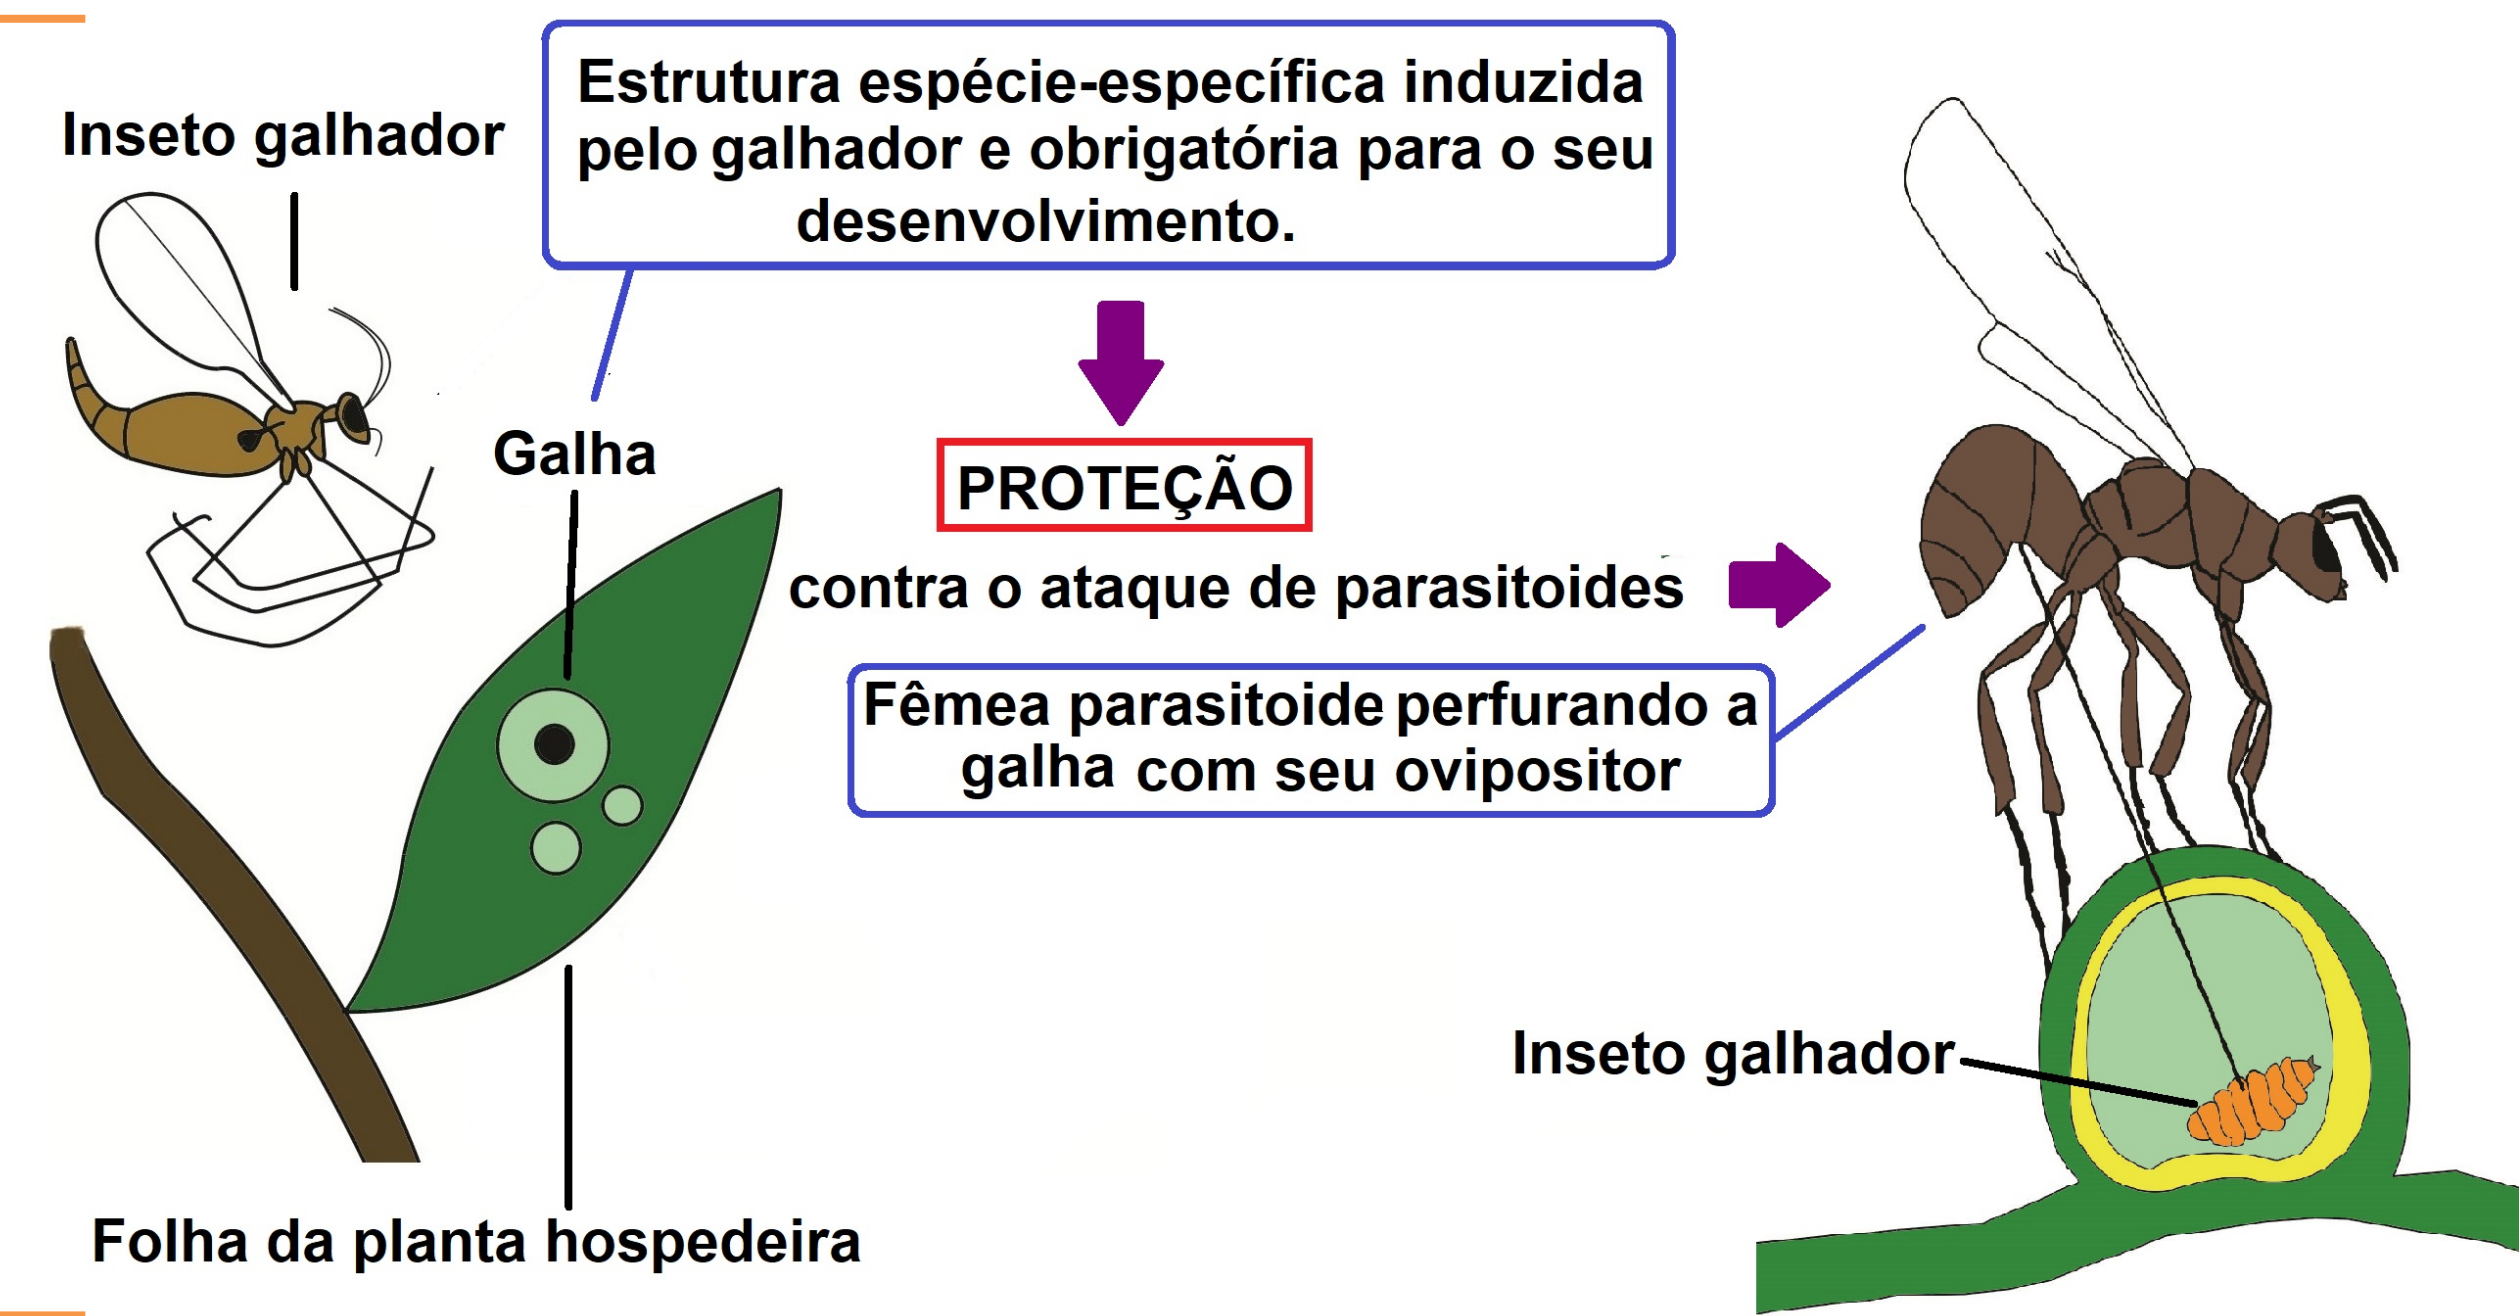 Inseto galhador
Estrutura espécie-específica induzida
pelo galhador e obrigatória para o seu
desenvolvimento.
Galha
PROTEÇÃO
contra o ataque de parasitoides
Fêmea parasitoide perfurando a
galha com seu ovipositor
Inseto galhador
Folha da planta hospedeira